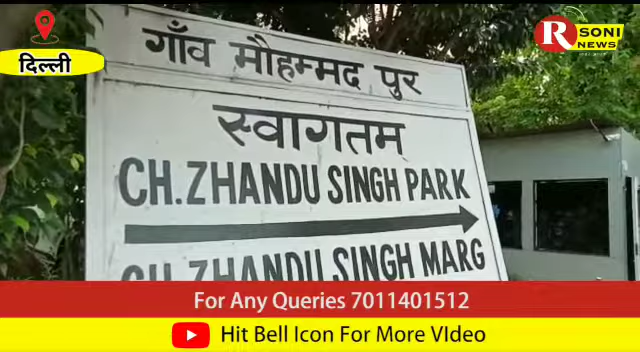 दिल्ली
R SONI
NEWS
गाँव मौहम्मद पुर
स्वागतम्
CH.ZHANDU SINGH PARK
CH.ZHANDU SINGH MARG
For Any Queries 7011401512
Hit Bell Icon For More VIdeo